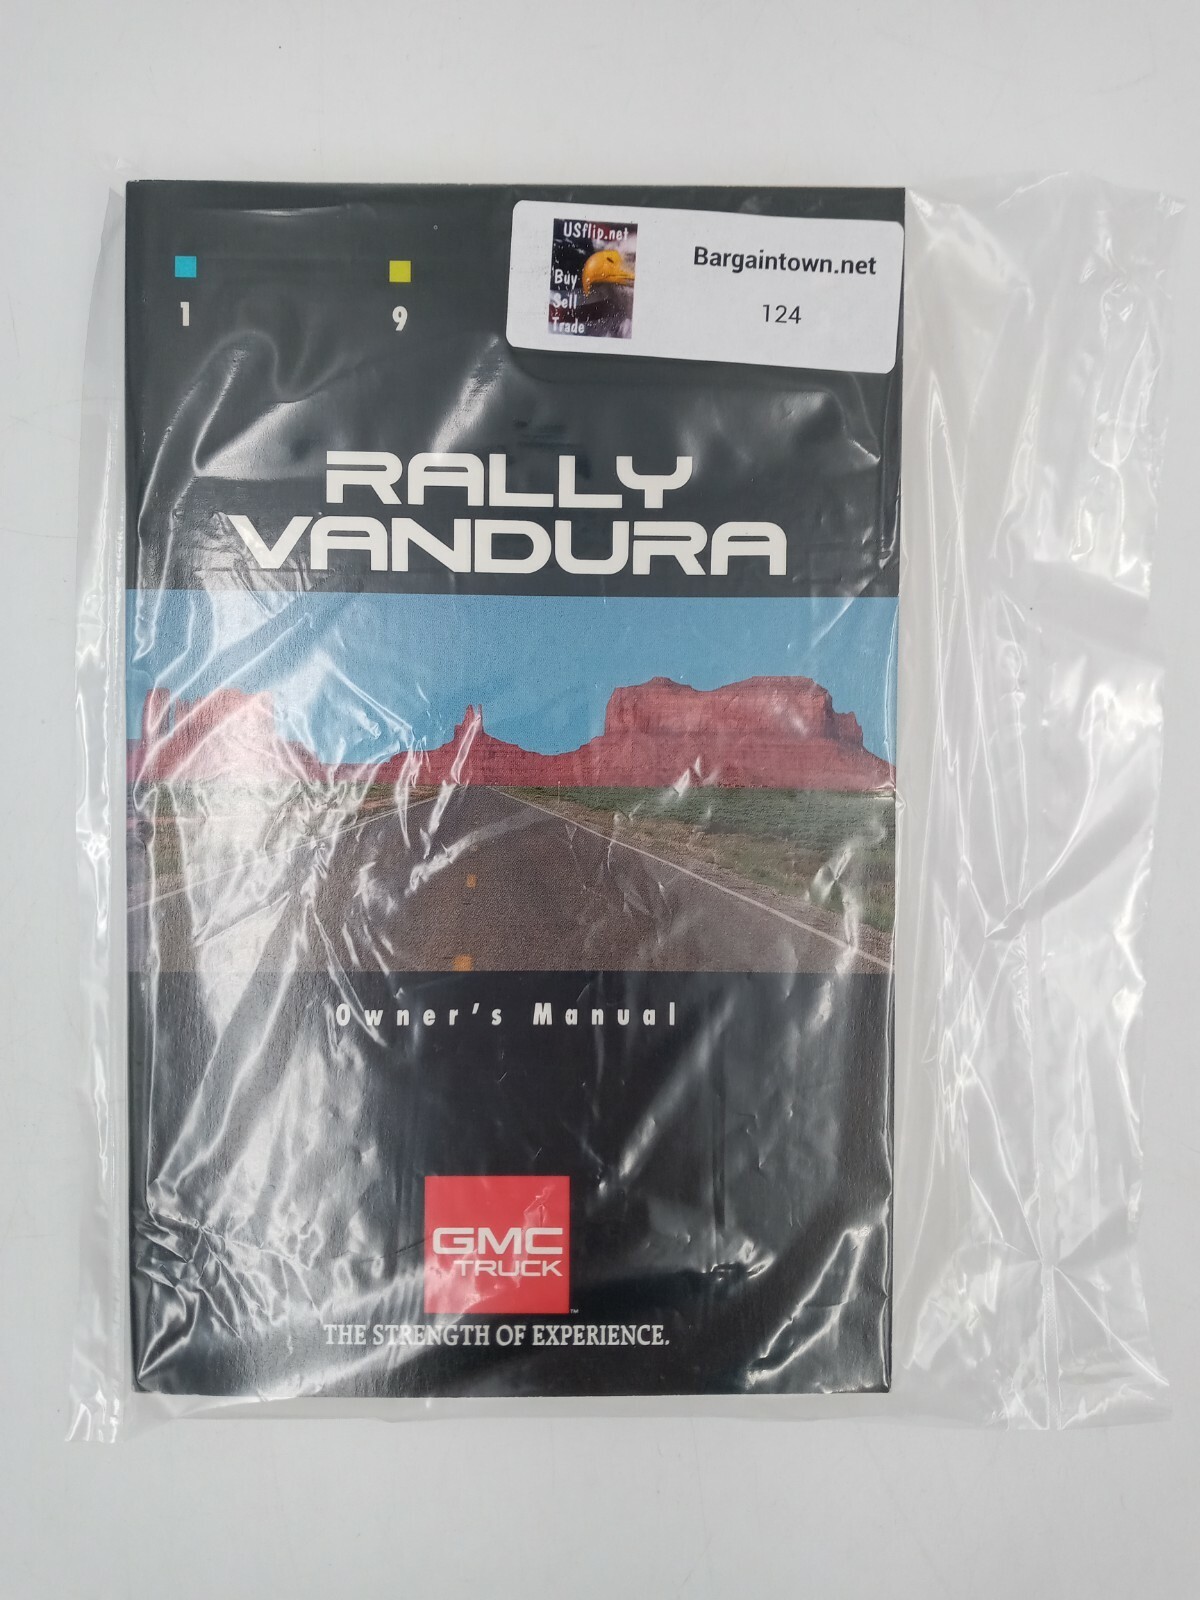 USflip.net
Buy
Sell
Trade
Bargaintown.net
124
1 9
RALLY
VANDURA
Owner's Manual
GMC
TRUCK
™
THE STRENGTH OF EXPERIENCE.